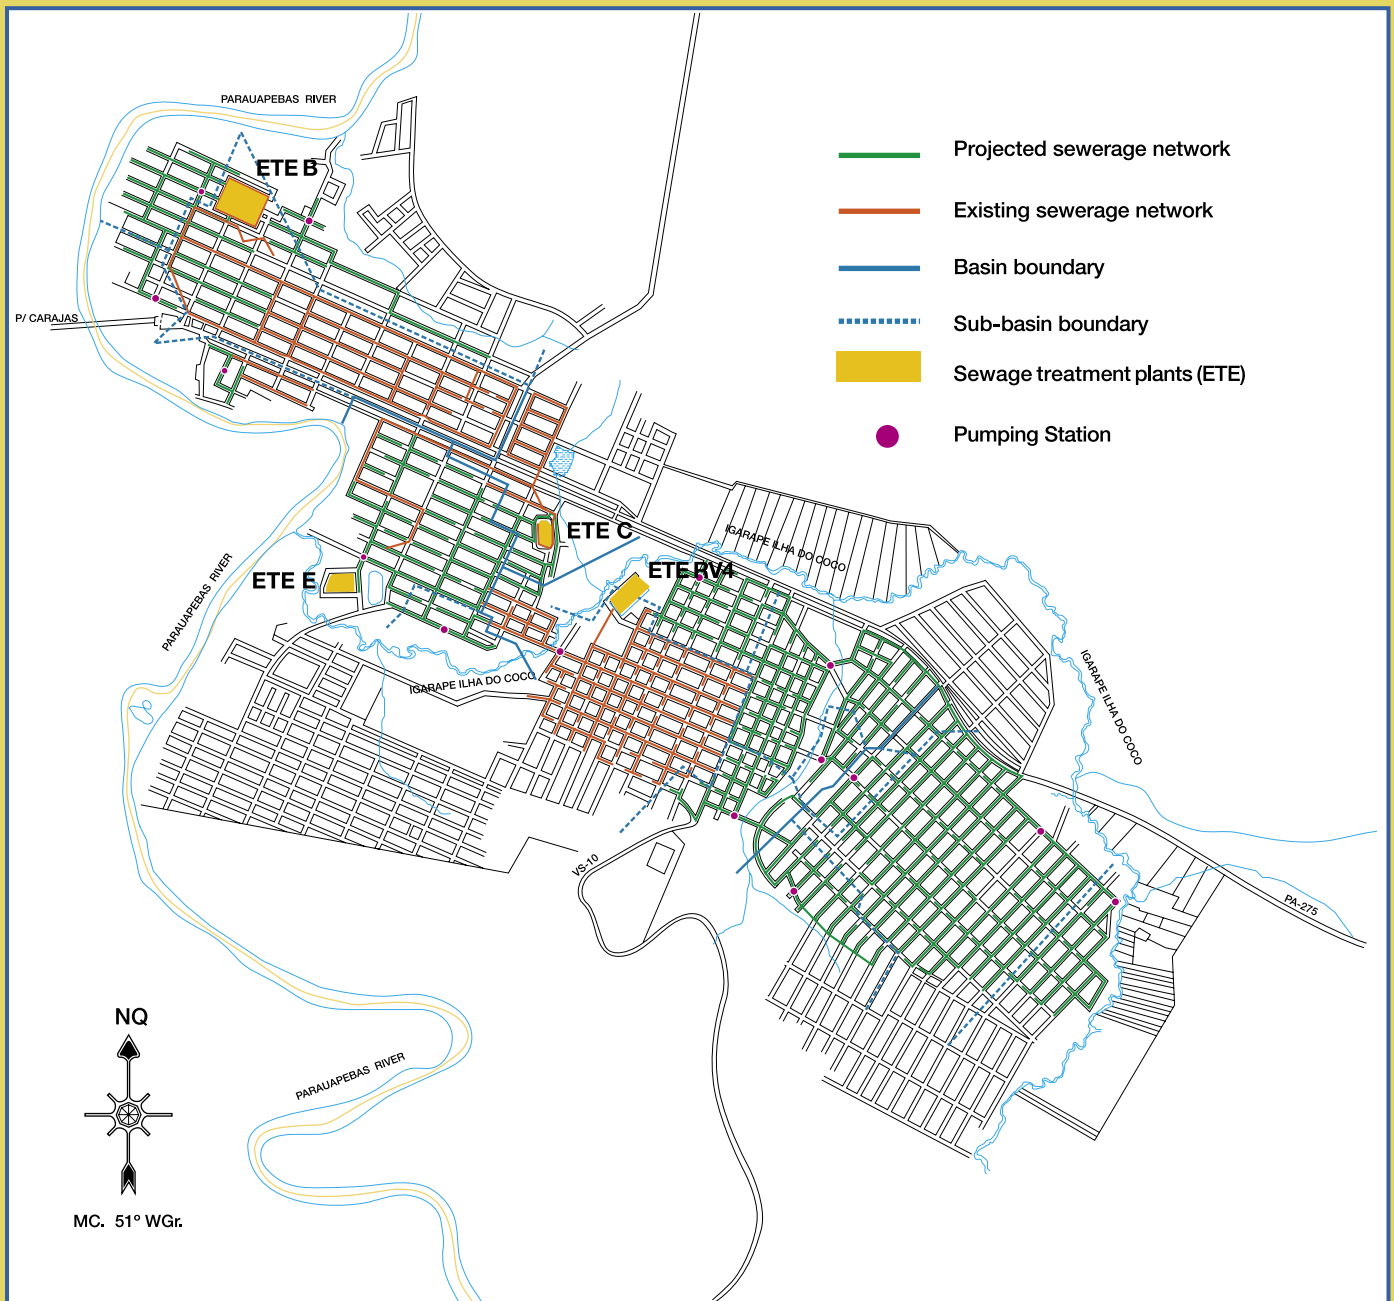 PARAUAPEBAS RIVER
ETE B
Projected sewerage network
Existing sewerage network
Basin boundary
Sub-basin boundary
Sewage treatment plants (ETE)
Pumping Station
P/ CARAJAS
ETE C
IGARAPE ILHA DO COCO
ETE RV4
ETE E
PARAUAPEBAS RIVER
IGARAPE ILHA DO COCO
IGARAPE ILHA DO COCO
VS-10
PA-275
NQ
PARAUAPEBAS RIVER
MC. 51º WGr.